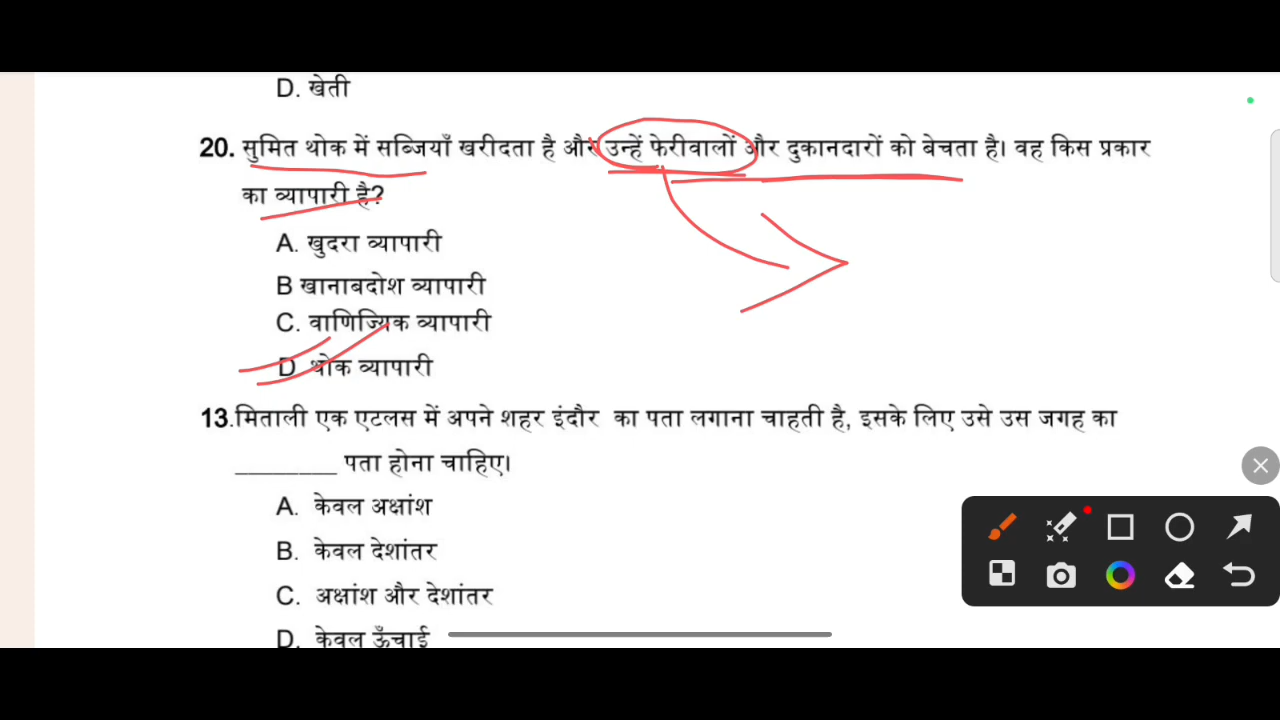 D. खेती
20. सुमित थोक में सब्जियाँ खरीदता है और उन्हें फेरीवालों और दुकानदारों को बेचता है। वह किस प्रकार
का व्यापारी है?
A. खुदरा व्यापारी
B खानाबदोश व्यापारी
C. वाणिज्यिक व्यापारी
D थोक व्यापारी
13.मिताली एक एटलस में अपने शहर इंदौर का पता लगाना चाहती है, इसके लिए उसे उस जगह का
________ पता होना चाहिए।
A. केवल अक्षांश
B. केवल देशांतर
C. अक्षांश और देशांतर
D. केवल ऊँचाई